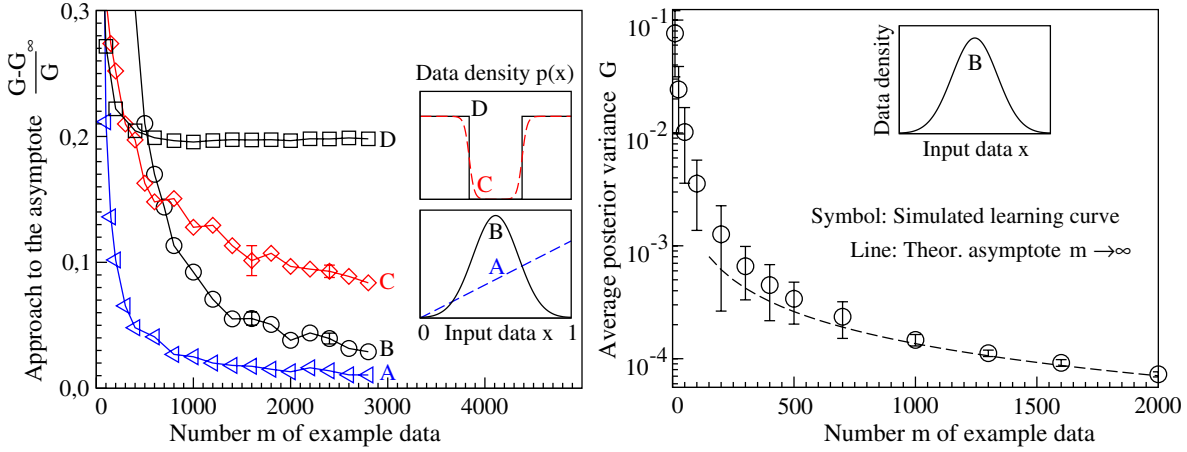 Approach to the asymptote G-G∞
G
0,3
0,2
0,1
0,0
0
1000
2000
3000
4000
Number m of example data
D
C
B
A
Data density p(x)
D
C
B
A
0 Input data x 1
Average posterior variance G
10⁻¹
10⁻²
10⁻³
10⁻⁴
0
500
1000
1500
2000
Number m of example data
Data density
B
Input data x
Symbol: Simulated learning curve
Line: Theor. asymptote m →∞